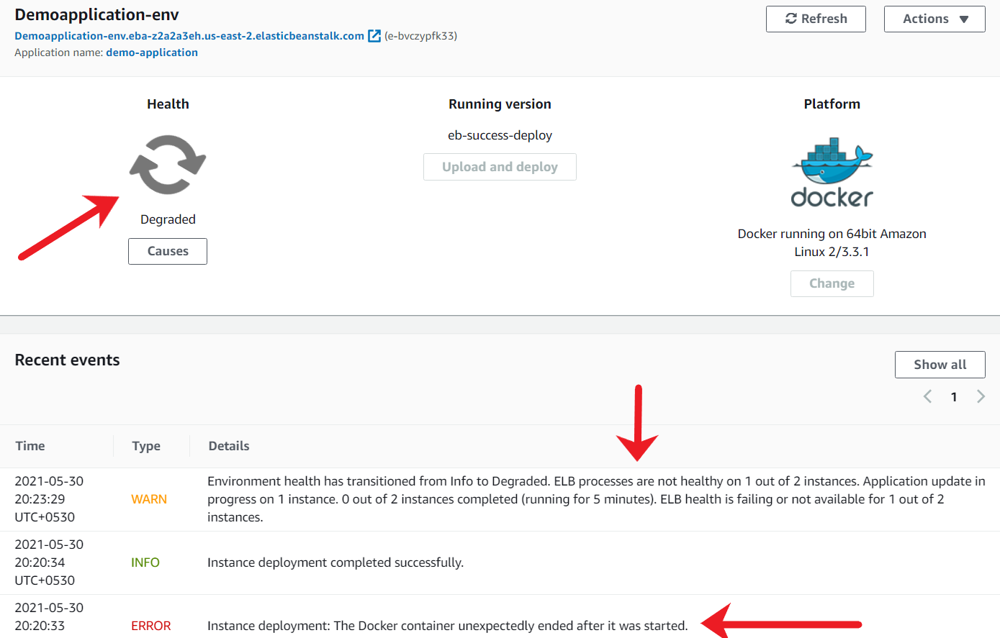 Demoapplication-env
Refresh
Actions
Demoapplication-env.eba-z2a2a3eh.us-east-2.elasticbeanstalk.com (e-bvczypfk33)
Application name: demo-application
Health
Degraded
Causes
Running version
eb-success-deploy
Upload and deploy
Platform
docker
Docker running on 64bit Amazon
Linux 2/3.3.1
Change
Recent events
Show all
1
Time Type Details
2021-05-30
20:23:29
UTC+0530
WARN
Environment health has transitioned from Info to Degraded. ELB processes are not healthy on 1 out of 2 instances. Application update in
progress on 1 instance. 0 out of 2 instances completed (running for 5 minutes). ELB health is failing or not available for 1 out of 2
instances.
2021-05-30
20:20:34
UTC+0530
INFO
Instance deployment completed successfully.
2021-05-30
20:20:33
ERROR
Instance deployment: The Docker container unexpectedly ended after it was started.